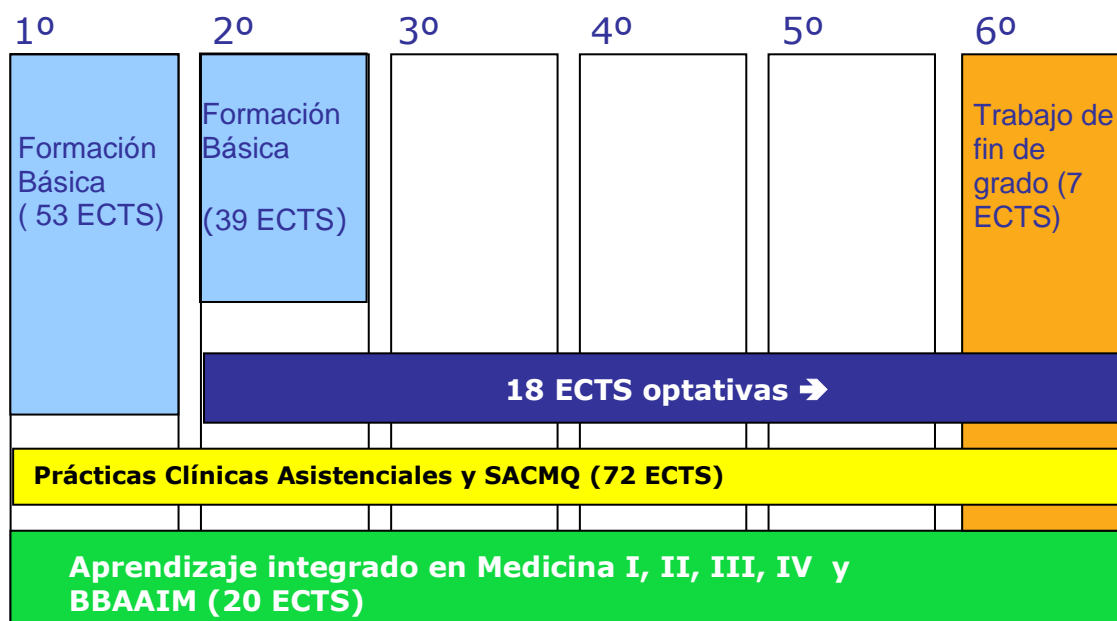 1º 2º 3º 4º 5º 6º
Formación
Básica
( 53 ECTS)
Formación
Básica
(39 ECTS)
Trabajo de
fin de
grado (7
ECTS)
18 ECTS optativas ➔
Prácticas Clínicas Asistenciales y SACMQ (72 ECTS)
Aprendizaje integrado en Medicina I, II, III, IV y
BBAAIM (20 ECTS)